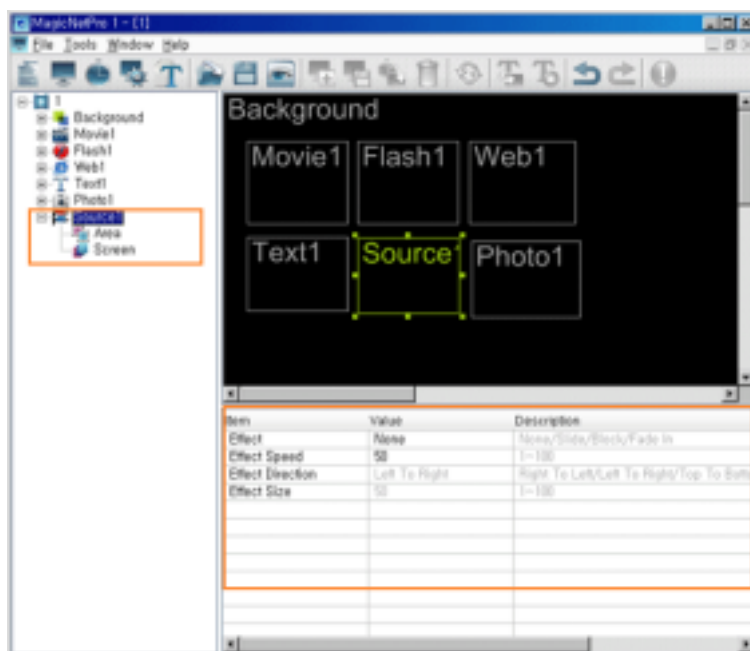 MagicNetPro 1 - [1]
File Tools Window Help
1
Background
Movie1
Flash1
Web1
Text1
Photo1
Source1
Area
Screen
Background
Movie1 Flash1 Web1
Text1 Source1 Photo1
Item Value Description
Effect None None/Slide/Block/Fade In
Effect Speed 50 1~100
Effect Direction Left To Right Right To Left/Left To Right/Top To Botto
Effect Size 50 1~100